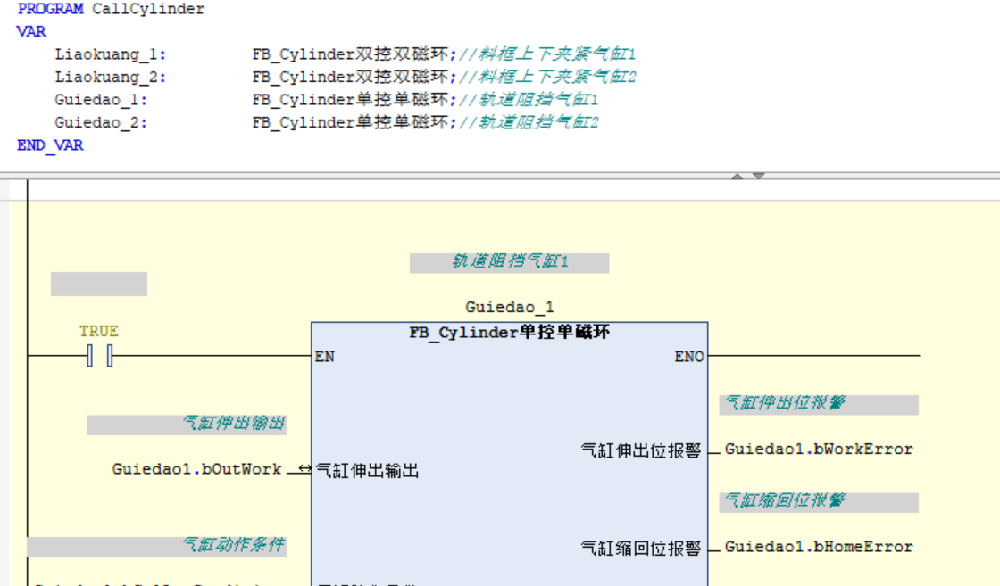 PROGRAM CallCylinder
VAR
Liaokuang_1: FB_Cylinder双控双磁环;//料框上下夹紧气缸1
Liaokuang_2: FB_Cylinder双控双磁环;//料框上下夹紧气缸2
Guiedao_1: FB_Cylinder单控单磁环;//轨道阻挡气缸1
Guiedao_2: FB_Cylinder单控单磁环;//轨道阻挡气缸2
END_VAR
轨道阻挡气缸1
Guiedao_1
TRUE
FB_Cylinder单控单磁环
EN ENO
气缸伸出位报警
气缸伸出输出
气缸伸出位报警 Guiedao1.bWorkError
Guiedao1.bOutWork 气缸伸出输出
气缸缩回位报警
气缸动作条件
气缸缩回位报警 Guiedao1.bHomeError